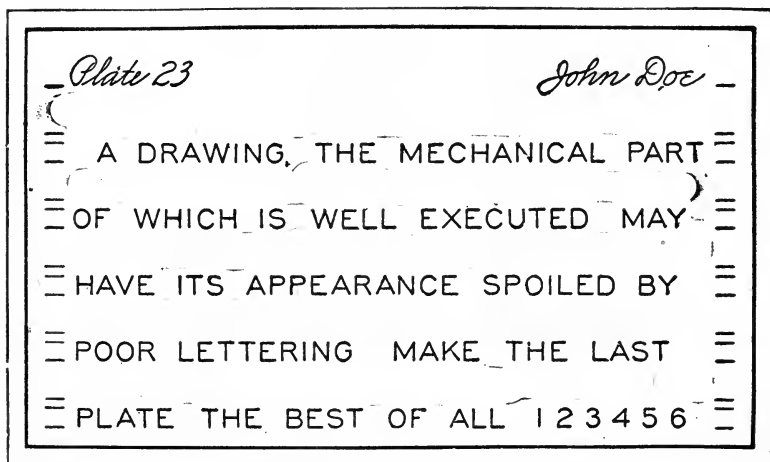 Plate 23 John Doe
A DRAWING, THE MECHANICAL PART
OF WHICH IS WELL EXECUTED MAY
HAVE ITS APPEARANCE SPOILED BY
POOR LETTERING MAKE THE LAST
PLATE THE BEST OF ALL 1 2 3 4 5 6